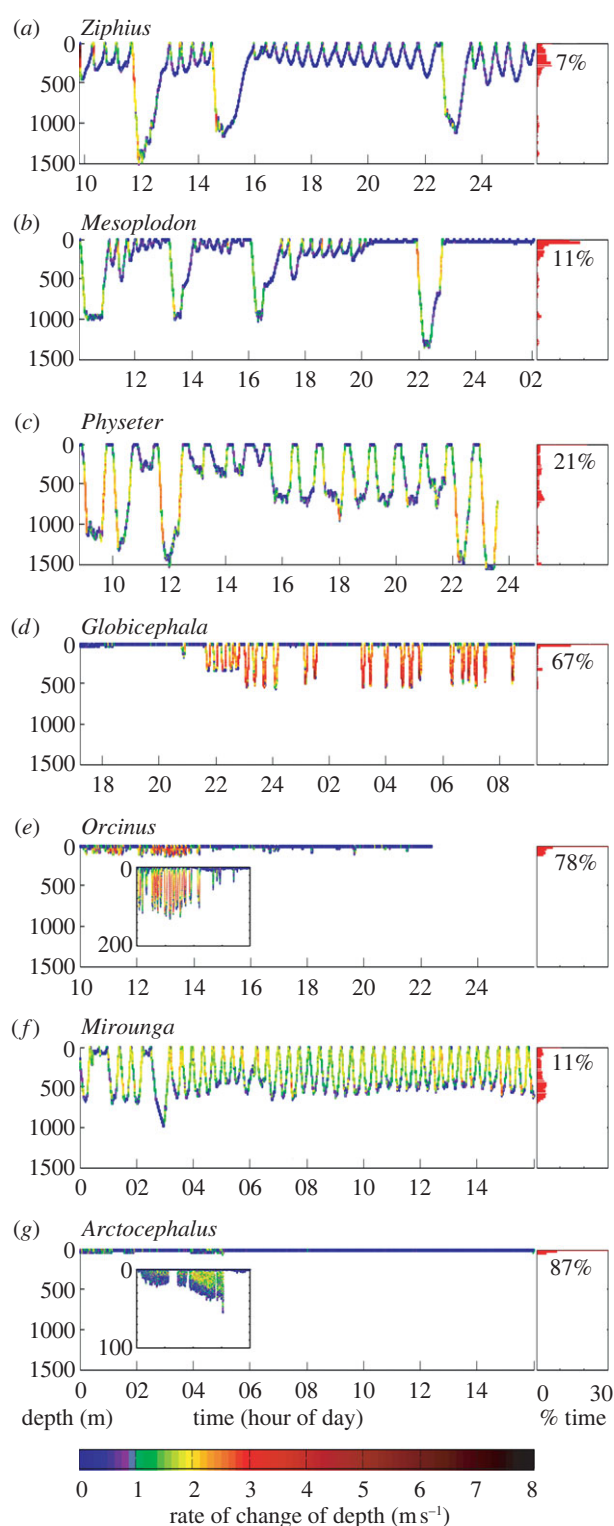 (a) Ziphius
0
500
1000
1500
7%
10 12 14 16 18 20 22 24
(b) Mesoplodon
0
500
1000
1500
11%
12 14 16 18 20 22 24 02
(c) Physeter
0
500
1000
1500
21%
10 12 14 16 18 20 22 24
(d) Globicephala
0
500
1000
1500
67%
18 20 22 24 02 04 06 08
(e) Orcinus
0
500
1000
1500
0
200
78%
10 12 14 16 18 20 22 24
(f) Mirounga
0
500
1000
1500
11%
0 02 04 06 08 10 12 14
(g) Arctocephalus
0
500
1000
1500
0
100
87%
0 02 04 06 08 10 12 14 0 30
depth (m) time (hour of day) % time
0 1 2 3 4 5 6 7 8
rate of change of depth (m s⁻¹)